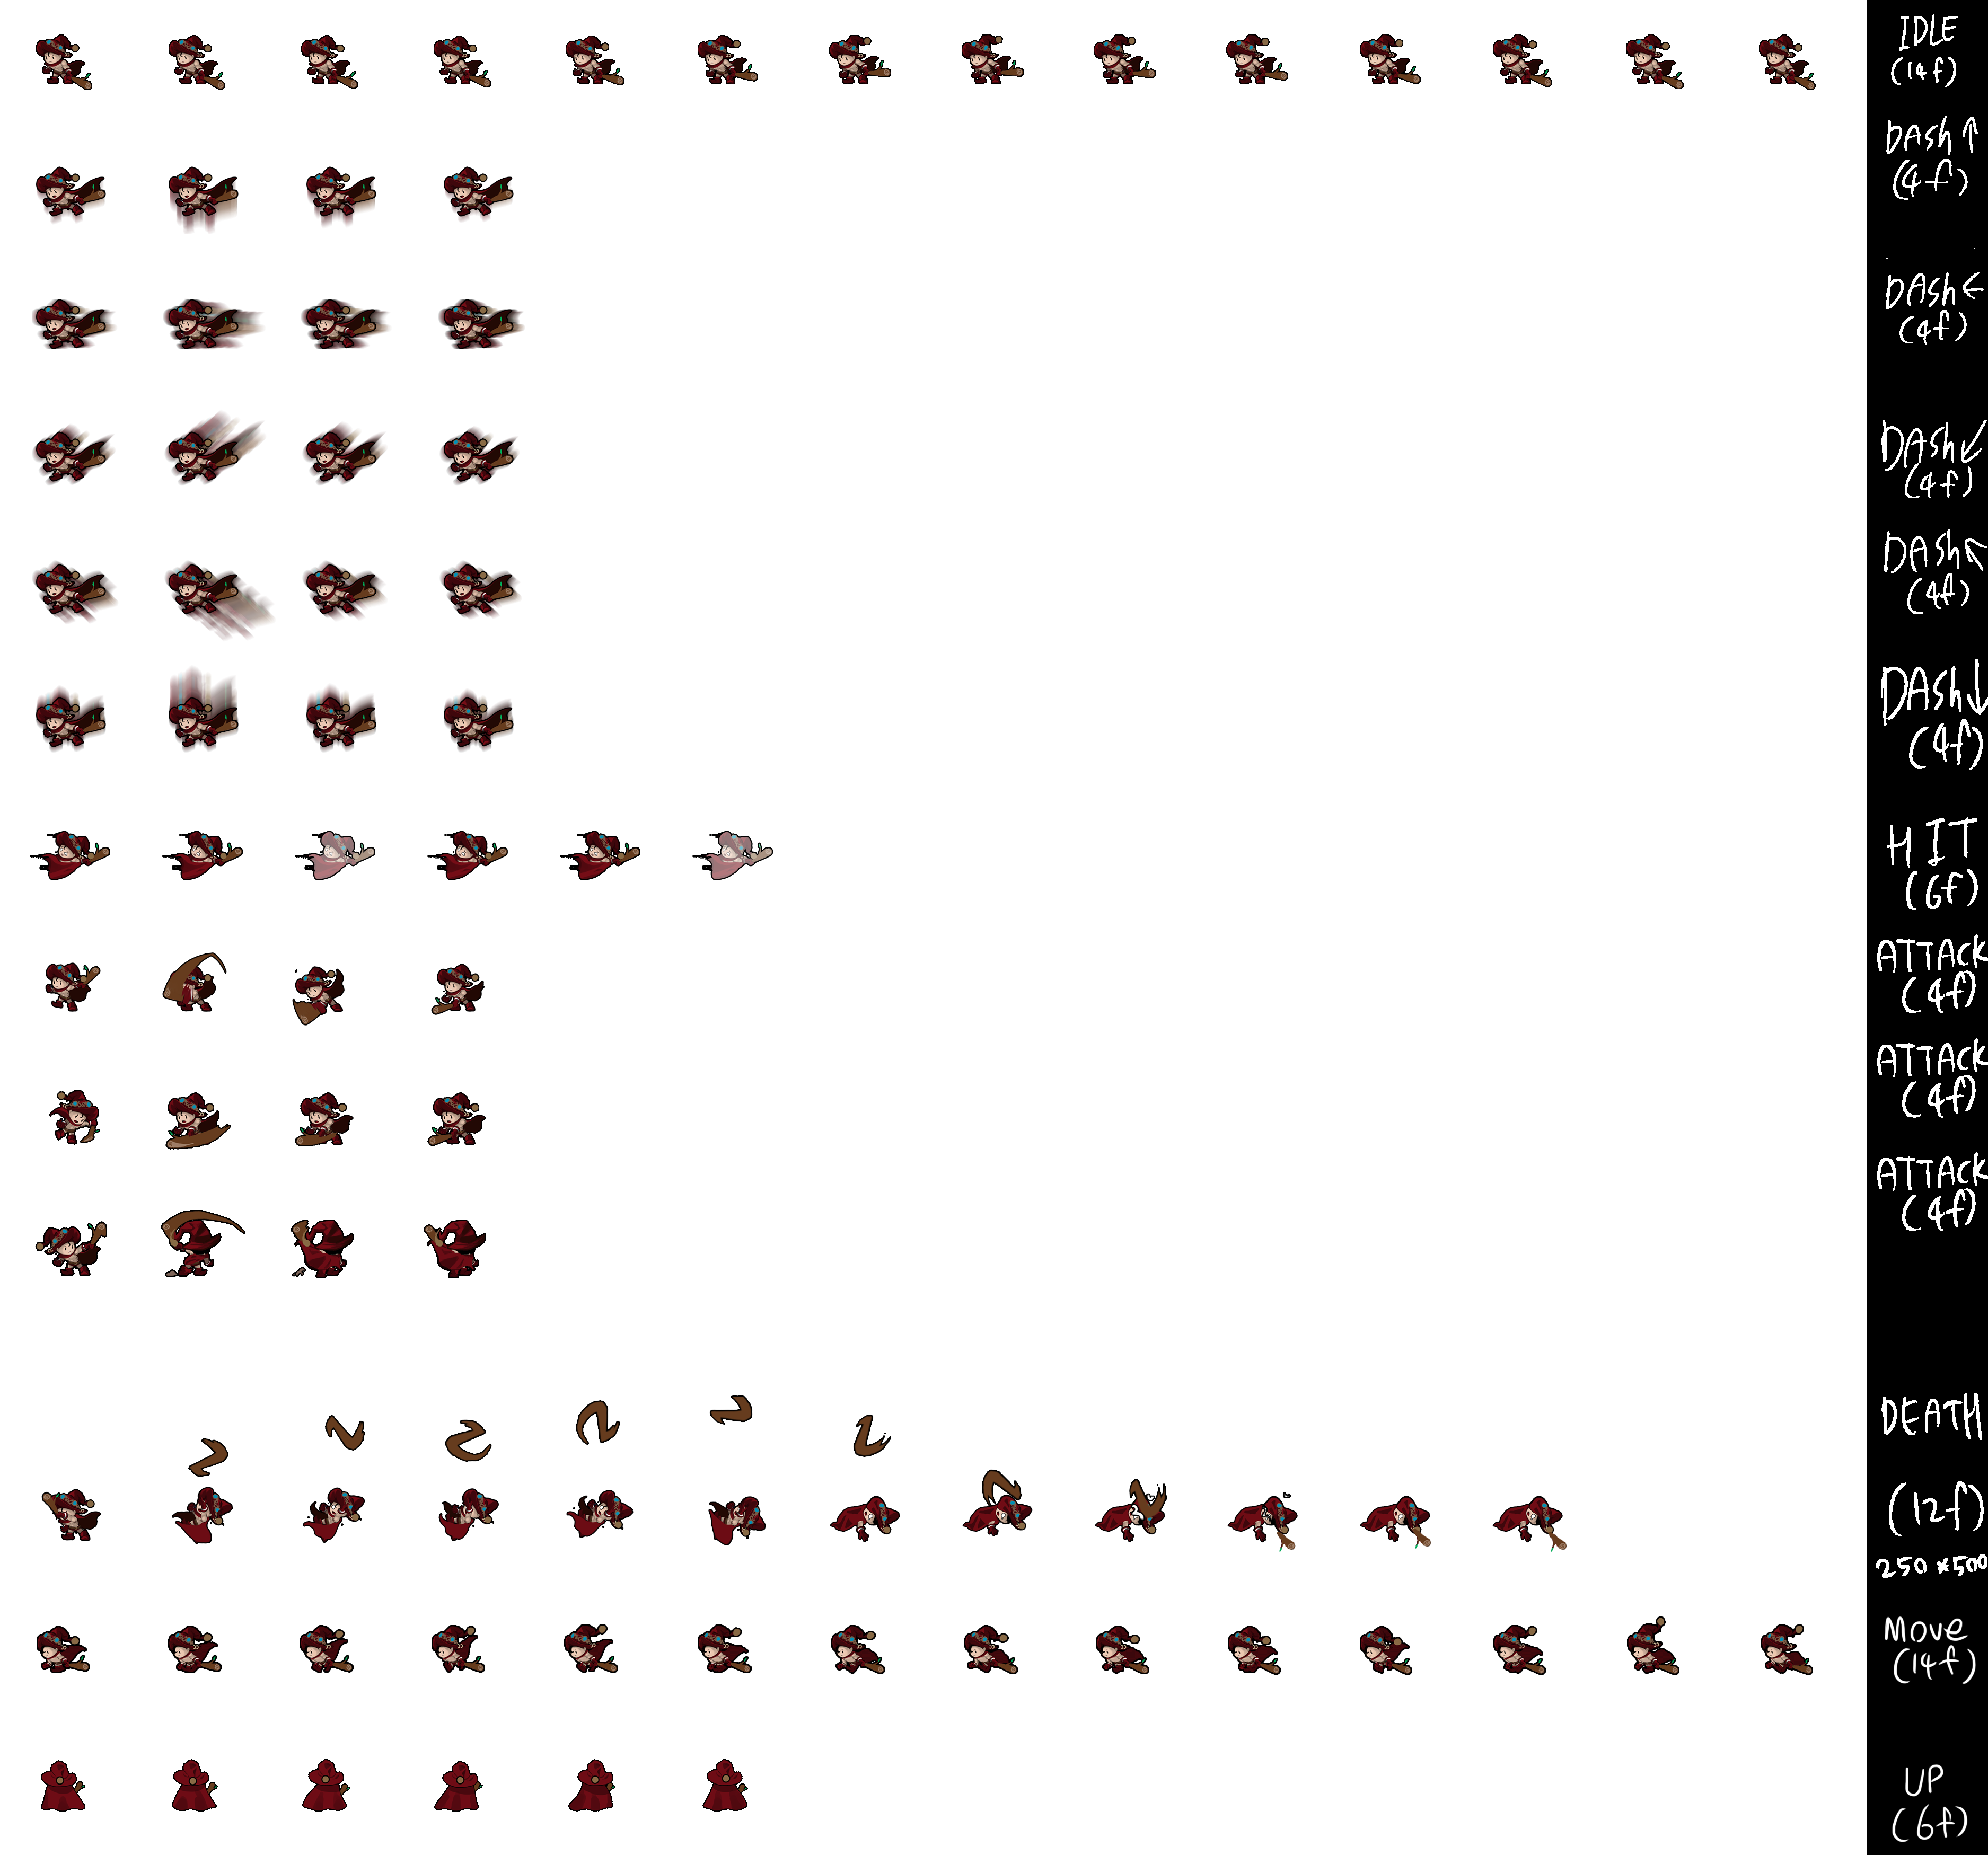 IDLE
(14f)
DASh ↑
(4f)
DASh ←
(4f)
DASh ↙
(4f)
DASh ↖
(4f)
DASh ↓
(4f)
HIT
(6f)
ATTAcK
(4f)
ATTAcK
(4f)
ATTAcK
(4f)
DEATH
(12f)
250*500
Move
(14f)
UP
(6f)